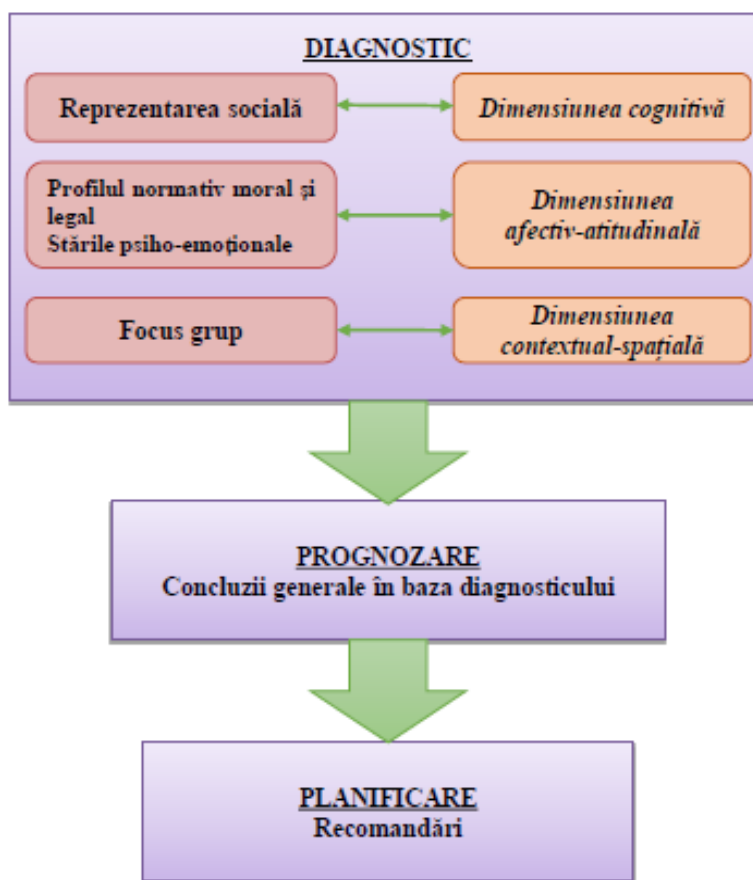 DIAGNOSTIC
Reprezentarea socială
Dimensiunea cognitivă
Profilul normativ moral și
legal
Stările psiho-emoționale
Dimensiunea
afectiv-atitudinală
Focus grup
Dimensiunea
contextual-spațială
PROGNOZARE
Concluzii generale în baza diagnosticului
PLANIFICARE
Recomandări